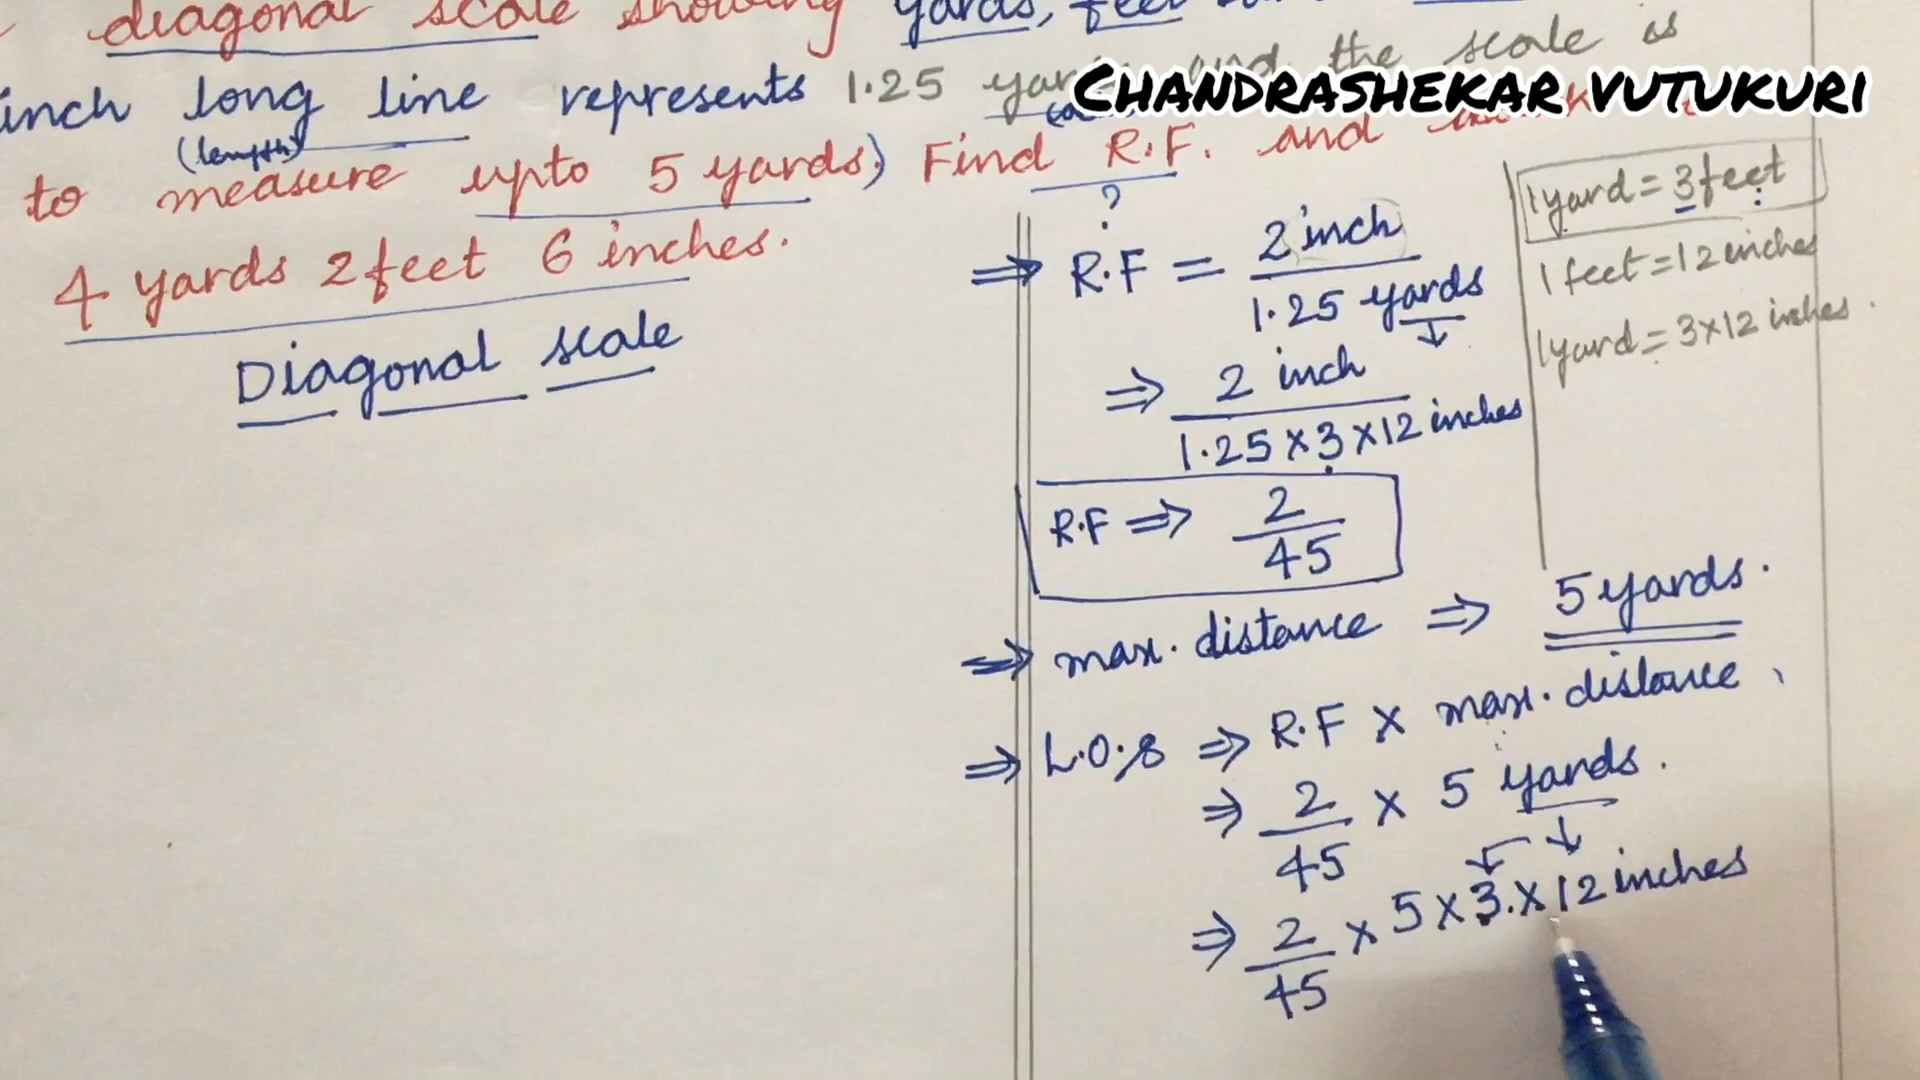 diagonal scale showing yards, feet
inch long line represents 1.25 yards and the scale is
CHANDRASHEKAR VUTUKURI
(length)
to measure upto 5 yards.) Find R.F. and
4 yards 2 feet 6 inches.
Diagonal scale
?
⇒ R.F = 2 inch / 1.25 yards
⇒ 2 inch / 1.25 × 3 × 12 inches
R.F ⇒ 2/45
1 yard = 3 feet
1 feet = 12 inches
1 yard = 3×12 inches.
⇒ max. distance ⇒ 5 yards.
⇒ L.O.S ⇒ R.F × max. distance
⇒ 2/45 × 5 yards.
⇒ 2/45 × 5 × 3 × 12 inches